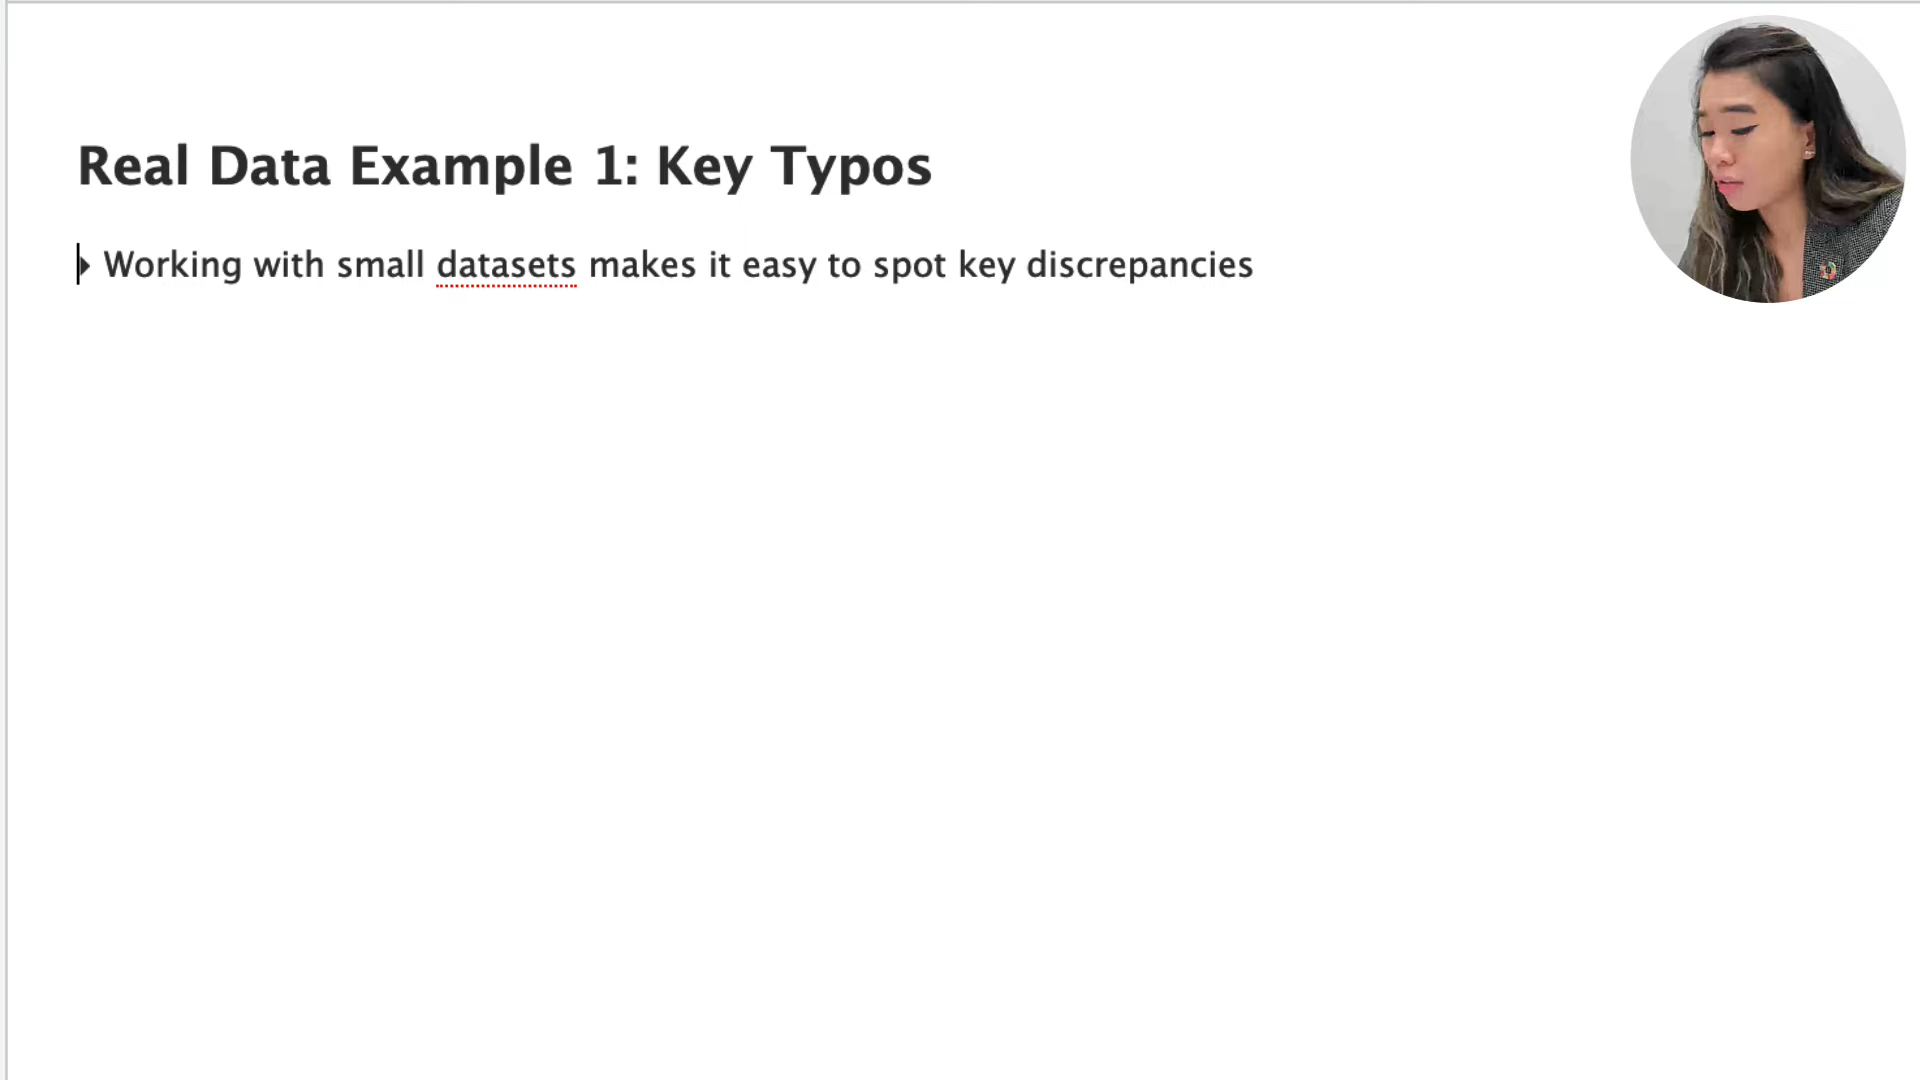 Real Data Example 1: Key Typos
Working with small datasets makes it easy to spot key discrepancies